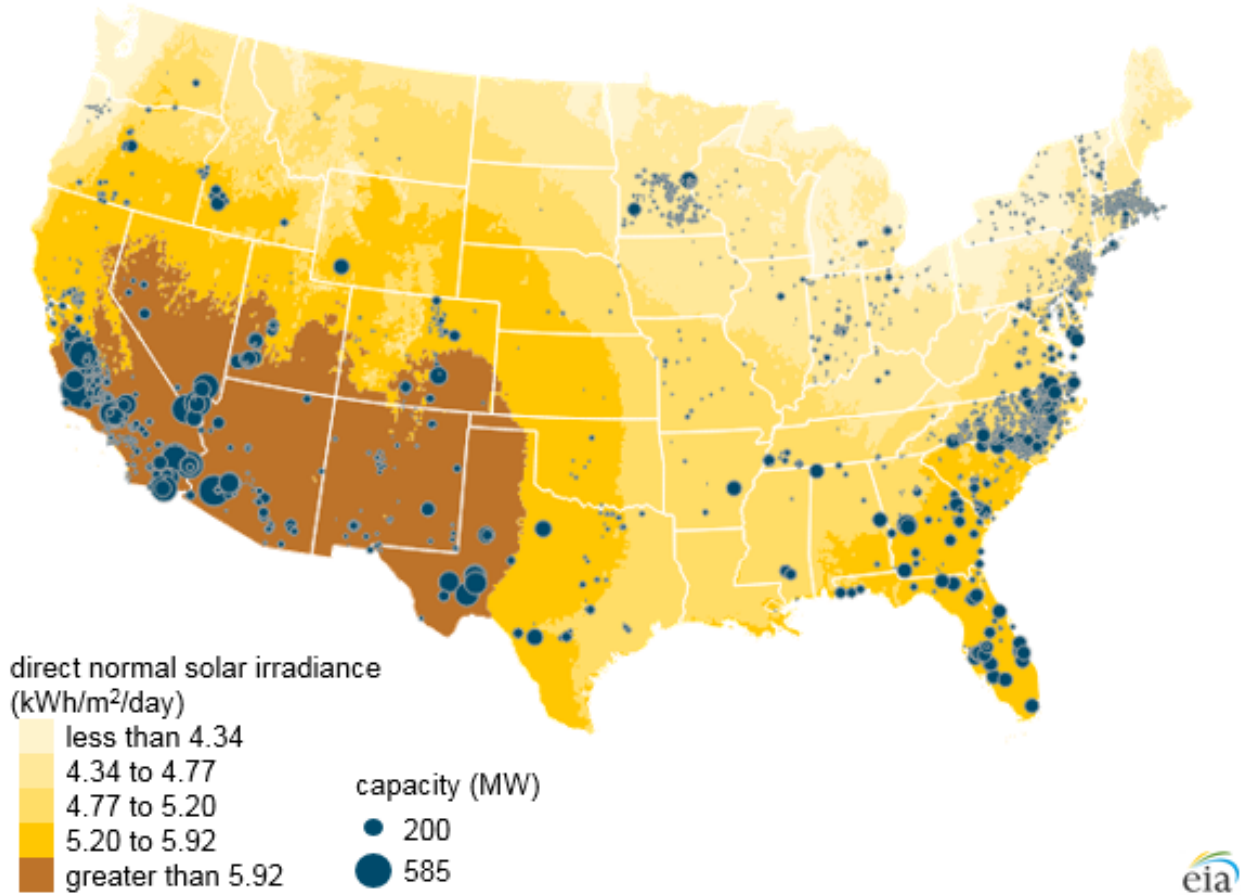 direct normal solar irradiance
(kWh/m²/day)
less than 4.34
4.34 to 4.77
4.77 to 5.20
5.20 to 5.92
greater than 5.92
capacity (MW)
200
585
eia